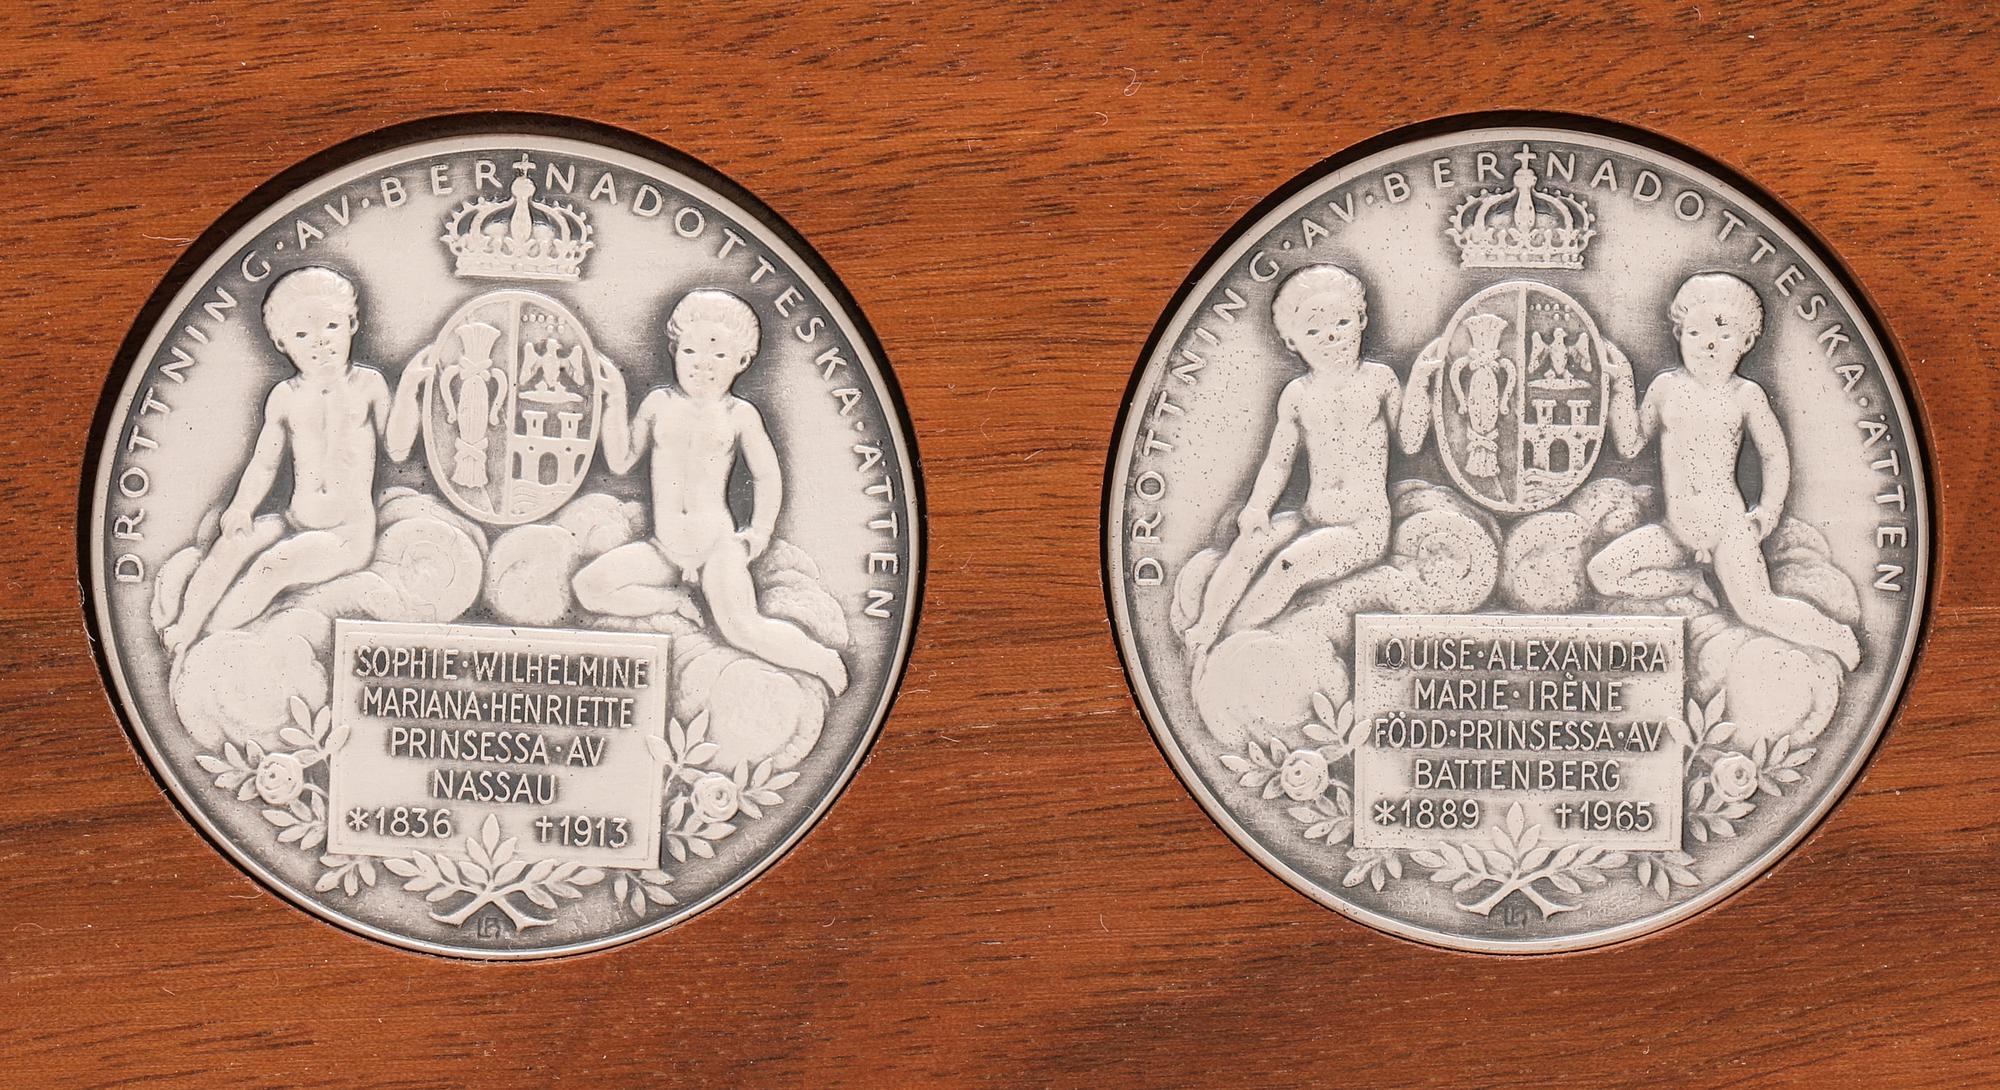 DROTTNING·AV·BERNADOTTESKA·ÄTTEN
SOPHIE·WILHELMINE
MARIANA·HENRIETTE
PRINSESSA·AV
NASSAU
*1836 †1913
DROTTNING·AV·BERNADOTTESKA·ÄTTEN
LOUISE·ALEXANDRA
MARIE·IRÈNE
FÖDD·PRINSESSA·AV
BATTENBERG
*1889 †1965